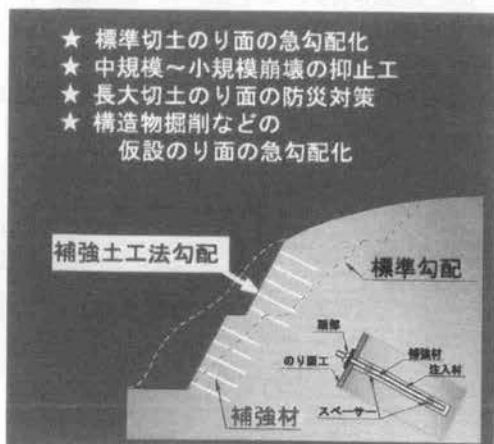 ★ 標準切土のり面の急勾配化
★ 中規模～小規模崩壊の抑止工
★ 長大切土のり面の防災対策
★ 構造物掘削などの
仮設のり面の急勾配化
補強土工法勾配
標準勾配
頭部
のり面工
補強材
注入材
スペーサー
補強材